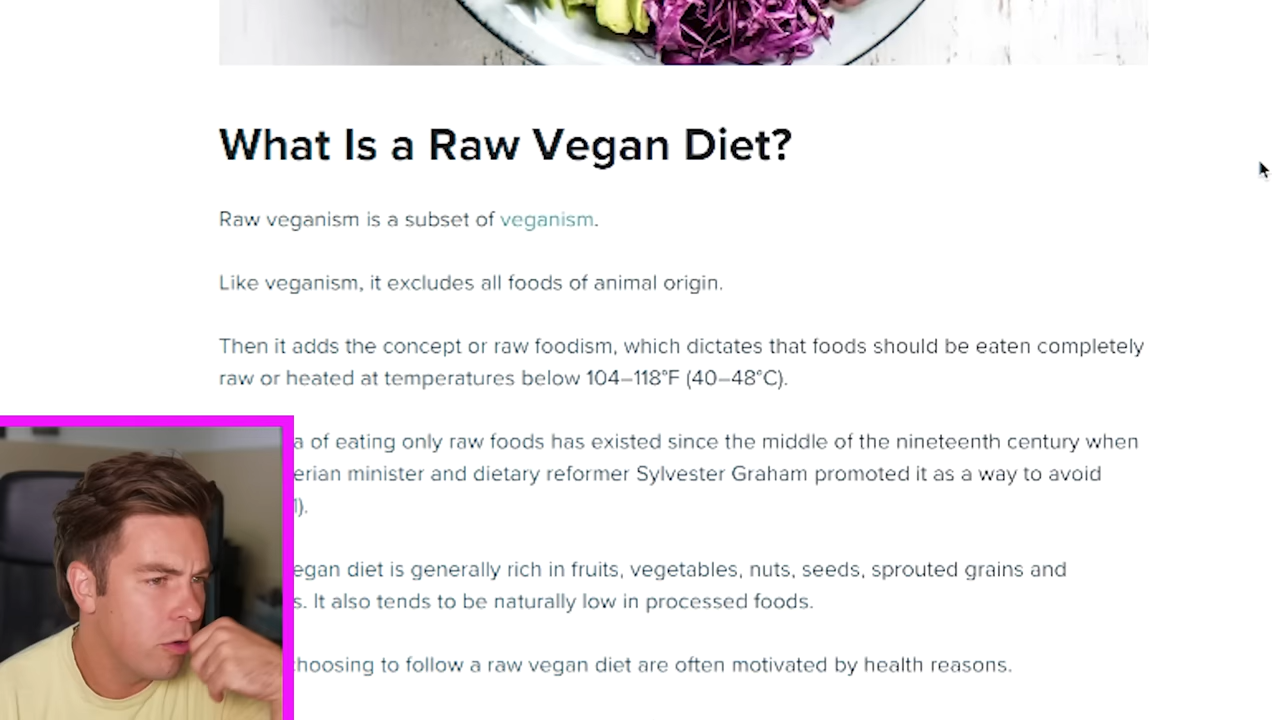 What Is a Raw Vegan Diet?
Raw veganism is a subset of veganism.
Like veganism, it excludes all foods of animal origin.
Then it adds the concept or raw foodism, which dictates that foods should be eaten completely
raw or heated at temperatures below 104–118°F (40–48°C).
a of eating only raw foods has existed since the middle of the nineteenth century when
erian minister and dietary reformer Sylvester Graham promoted it as a way to avoid
).
egan diet is generally rich in fruits, vegetables, nuts, seeds, sprouted grains and
s. It also tends to be naturally low in processed foods.
choosing to follow a raw vegan diet are often motivated by health reasons.